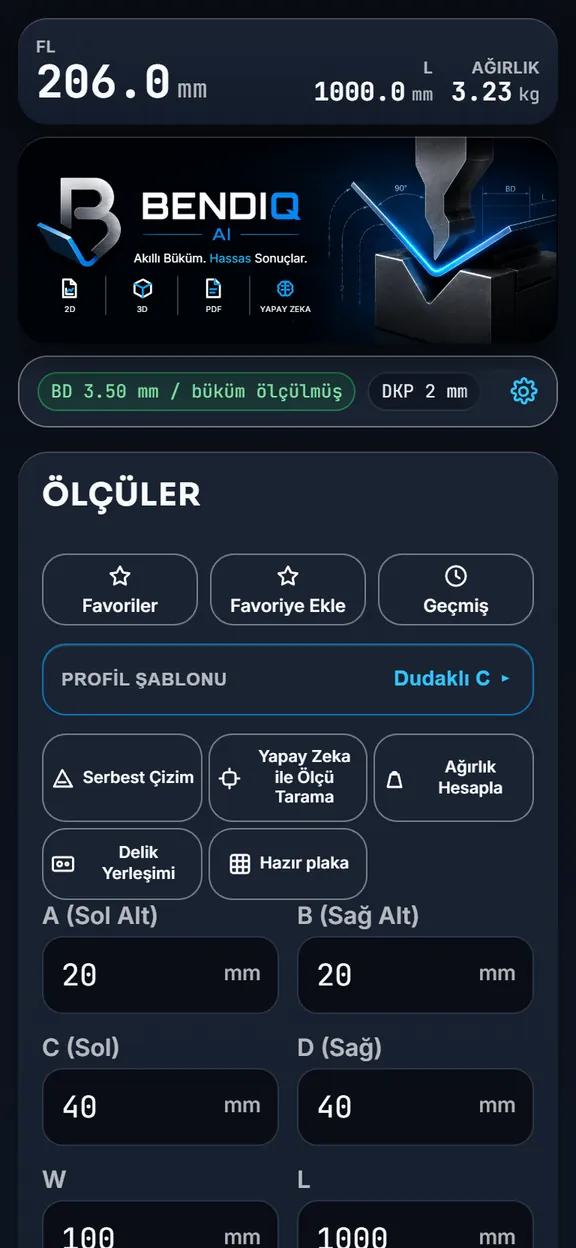 FL
206.0 mm
L
1000.0 mm
AĞIRLIK
3.23 kg
BENDIQ
AI
Akıllı Büküm. Hassas Sonuçlar.
2D
3D
PDF
YAPAY ZEKA
90°
BD
BD 3.50 mm / büküm ölçülmüş
DKP 2 mm
ÖLÇÜLER
Favoriler
Favoriye Ekle
Geçmiş
PROFİL ŞABLONU
Dudaklı C
Serbest Çizim
Yapay Zeka
ile Ölçü
Tarama
Ağırlık
Hesapla
Delik
Yerleşimi
Hazır plaka
A (Sol Alt)
20 mm
B (Sağ Alt)
20 mm
C (Sol)
40 mm
D (Sağ)
40 mm
W
100 mm
L
1000 mm